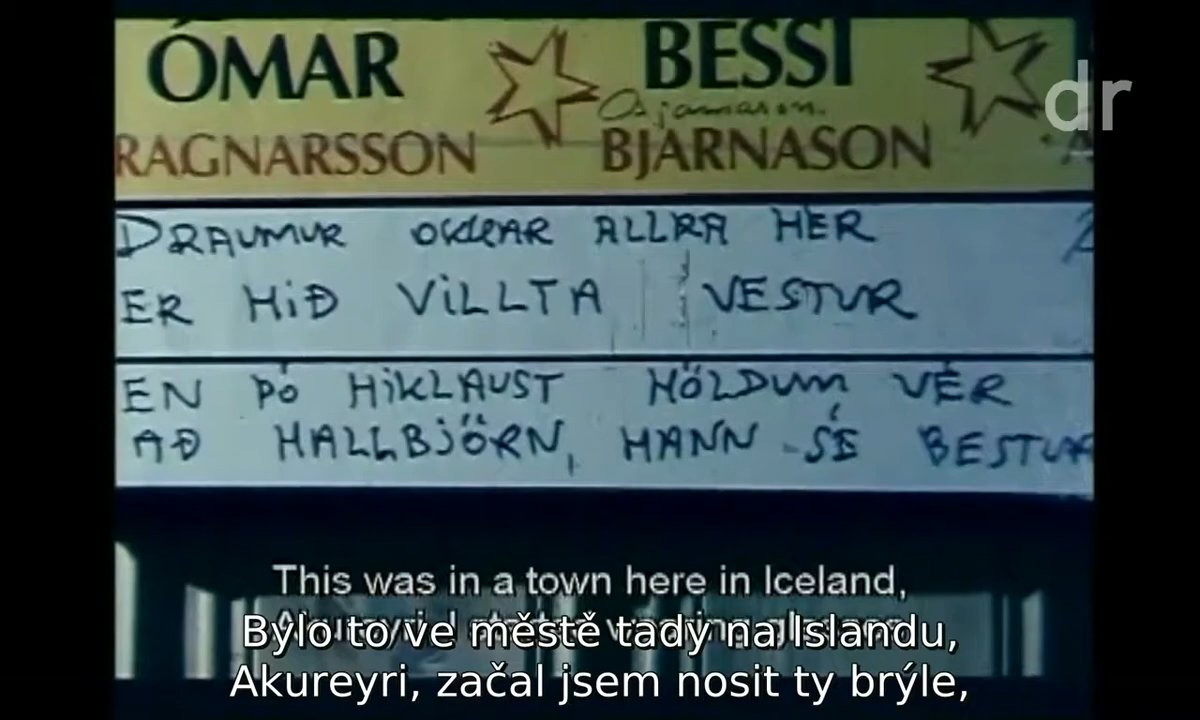 ÓMAR BESSI
dr
Bjarnason.
RAGNARSSON BJARNASON
DRAUMUR OKKAR ALLRA HER
ER HIÐ VILLTA VESTUR
EN ÞÓ HIKLAUST HÖLDUM VÉR
AÐ HALLBJÖRN, HANN SÉ BESTUR
This was in a town here in Iceland,
Bylo to ve městě tady na Islandu,
Akureyri, začal jsem nosit ty brýle,